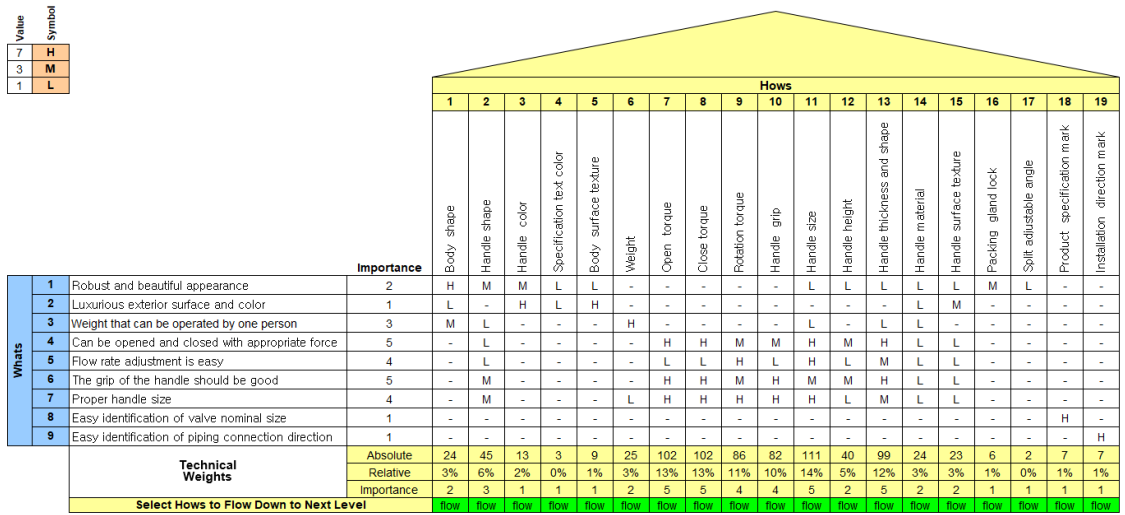 Value Symbol
7 H
3 M
1 L
Hows
1 2 3 4 5 6 7 8 9 10 11 12 13 14 15 16 17 18 19
Importance
Body shape
Handle shape
Handle color
Specification text color
Body surface texture
Weight
Open torque
Close torque
Rotation torque
Handle grip
Handle size
Handle height
Handle thickness and shape
Handle material
Handle surface texture
Packing gland lock
Split adjustable angle
Product specification mark
Installation direction mark
Whats
1 Robust and beautiful appearance 2 H M M L L - - - - - L L L L L M L - -
2 Luxurious exterior surface and color 1 L - H L H - - - - - - - - L M - - - -
3 Weight that can be operated by one person 3 M L - - - H - - - - L - L L - - - - -
4 Can be opened and closed with appropriate force 5 - L - - - - H H M M H M H L L - - - -
5 Flow rate adjustment is easy 4 - L - - - - L L H L H L M L L - - - -
6 The grip of the handle should be good 5 - M - - - - H H M H M M H L L - - - -
7 Proper handle size 4 - M - - - L H H H H H L M L L - - - -
8 Easy identification of valve nominal size 1 - - - - - - - - - - - - - - - - - H -
9 Easy identification of piping connection direction 1 - - - - - - - - - - - - - - - - - - H
Technical Weights
Absolute 24 45 13 3 9 25 102 102 86 82 111 40 99 24 23 6 2 7 7
Relative 3% 6% 2% 0% 1% 3% 13% 13% 11% 10% 14% 5% 12% 3% 3% 1% 0% 1% 1%
Importance 2 3 1 1 1 2 5 5 4 4 5 2 5 2 2 1 1 1 1
Select Hows to Flow Down to Next Level flow flow flow flow flow flow flow flow flow flow flow flow flow flow flow flow flow flow flow